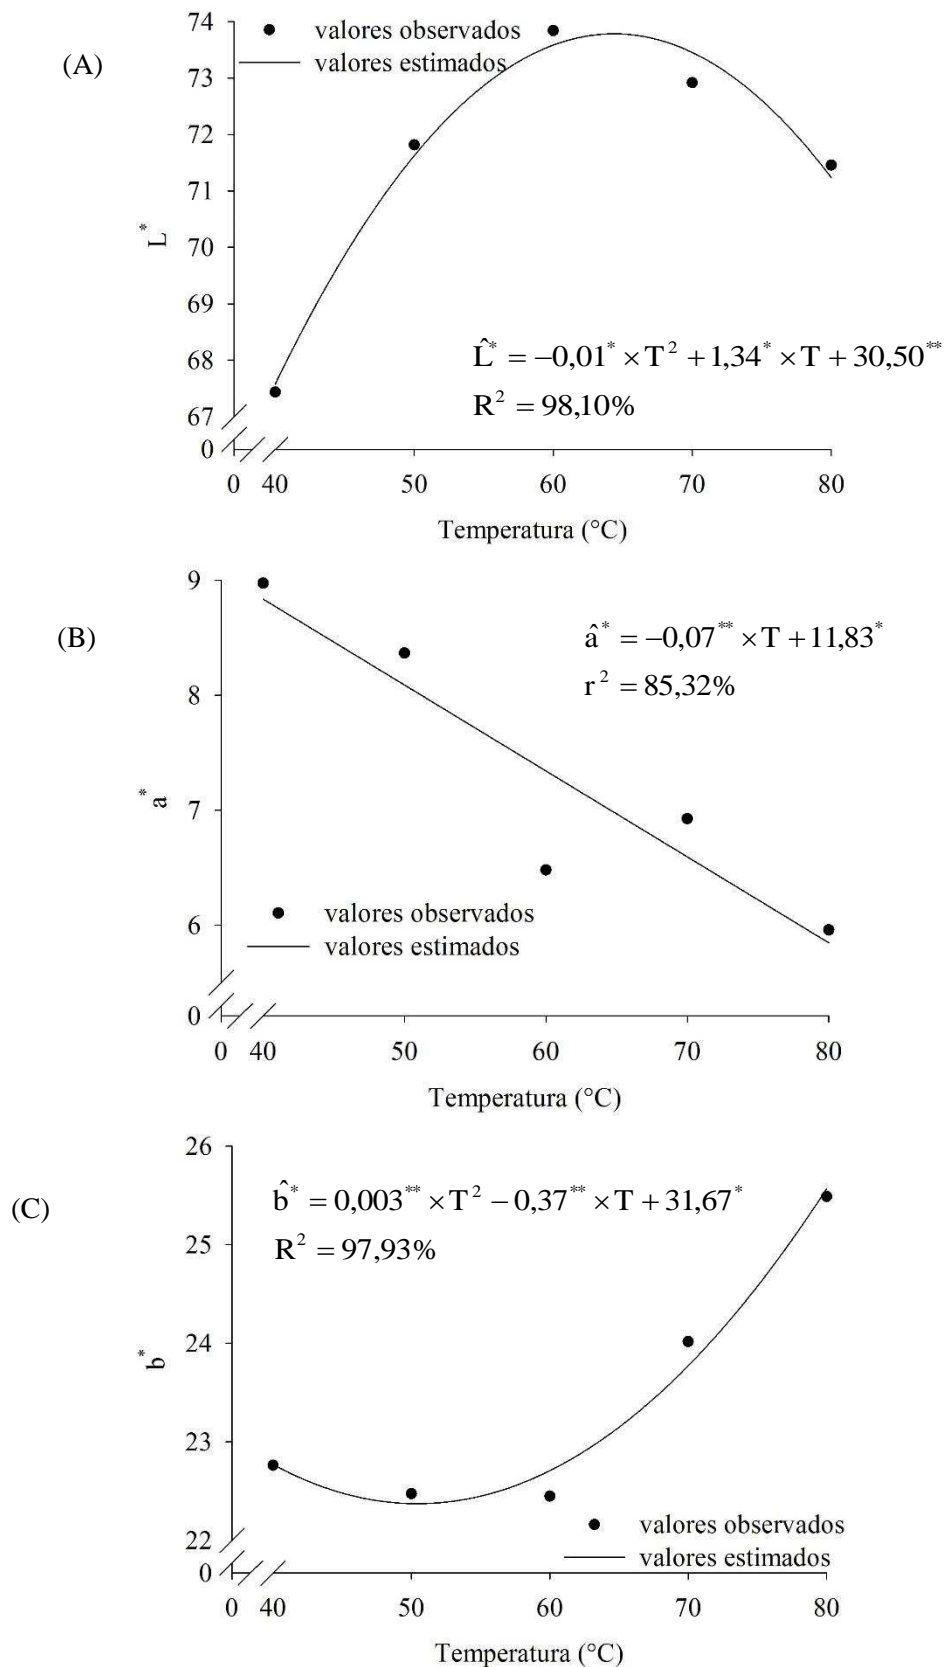 (A)
74
73
72
71
70
69
68
67
0
L*
valores observados
valores estimados
L̂* = −0,01* × T² + 1,34* × T + 30,50**
R² = 98,10%
0 40 50 60 70 80
Temperatura (°C)
(B)
9
8
7
6
0
a*
â* = −0,07** × T + 11,83*
r² = 85,32%
valores observados
valores estimados
0 40 50 60 70 80
Temperatura (°C)
(C)
26
25
24
23
22
0
b*
b̂* = 0,003** × T² − 0,37** × T + 31,67*
R² = 97,93%
valores observados
valores estimados
0 40 50 60 70 80
Temperatura (°C)